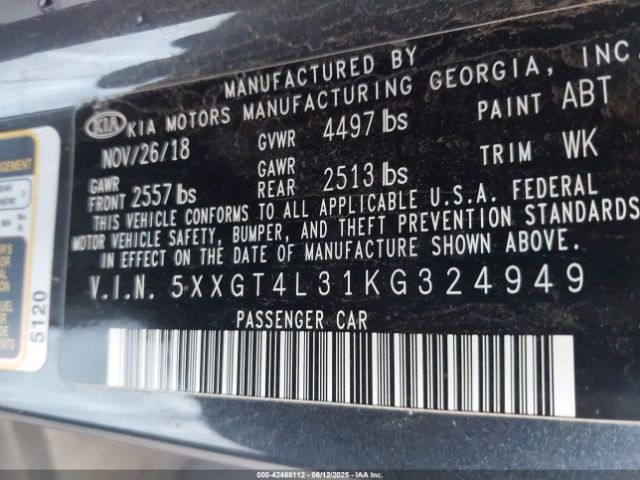 MANUFACTURED BY
KIA KIA MOTORS MANUFACTURING GEORGIA, INC.
NOV/26/18 GVWR 4497 lbs PAINT ABT
GAWR FRONT 2557 lbs GAWR REAR 2513 lbs TRIM WK
THIS VEHICLE CONFORMS TO ALL APPLICABLE U.S.A. FEDERAL
MOTOR VEHICLE SAFETY, BUMPER, AND THEFT PREVENTION STANDARDS
IN EFFECT ON THE DATE OF MANUFACTURE SHOWN ABOVE.
V.I.N. 5XXGT4L31KG324949
PASSENGER CAR
5120
000-42468112 - 06/12/2025 - IAA Inc.